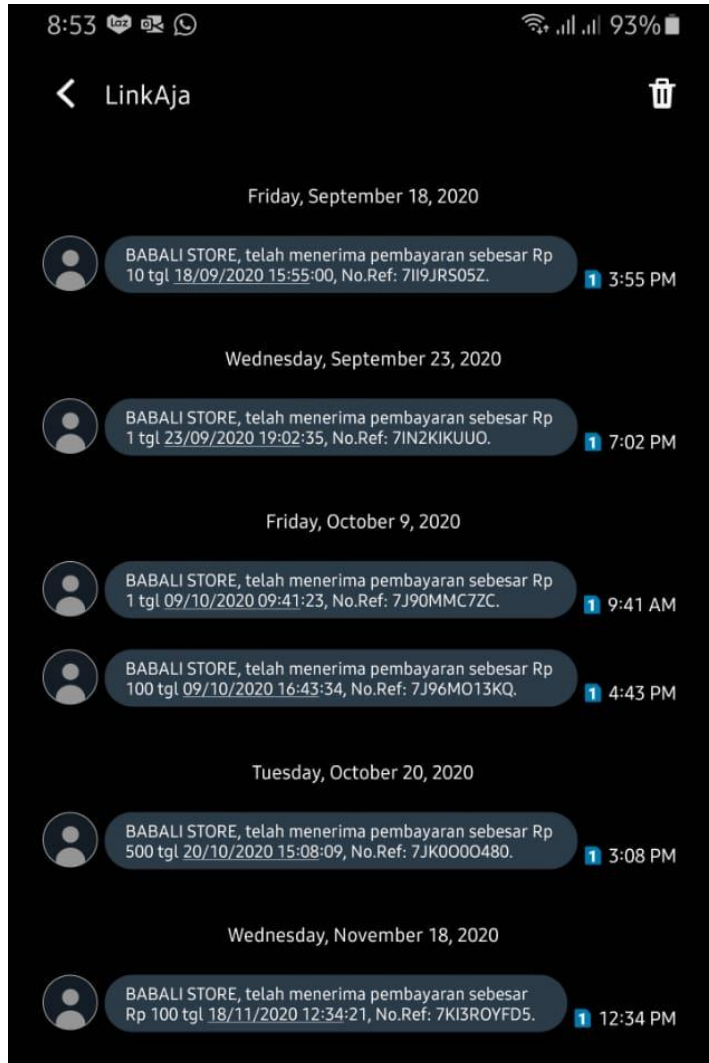 8:53 93%
LinkAja
Friday, September 18, 2020
BABALI STORE, telah menerima pembayaran sebesar Rp
10 tgl 18/09/2020 15:55:00, No.Ref: 7II9JRS05Z.
1 3:55 PM
Wednesday, September 23, 2020
BABALI STORE, telah menerima pembayaran sebesar Rp
1 tgl 23/09/2020 19:02:35, No.Ref: 7IN2KIKUUO.
1 7:02 PM
Friday, October 9, 2020
BABALI STORE, telah menerima pembayaran sebesar Rp
1 tgl 09/10/2020 09:41:23, No.Ref: 7J90MMC7ZC.
1 9:41 AM
BABALI STORE, telah menerima pembayaran sebesar Rp
100 tgl 09/10/2020 16:43:34, No.Ref: 7J96MO13KQ.
1 4:43 PM
Tuesday, October 20, 2020
BABALI STORE, telah menerima pembayaran sebesar Rp
500 tgl 20/10/2020 15:08:09, No.Ref: 7JK0O0O480.
1 3:08 PM
Wednesday, November 18, 2020
BABALI STORE, telah menerima pembayaran sebesar
Rp 100 tgl 18/11/2020 12:34:21, No.Ref: 7KI3ROYFD5.
1 12:34 PM